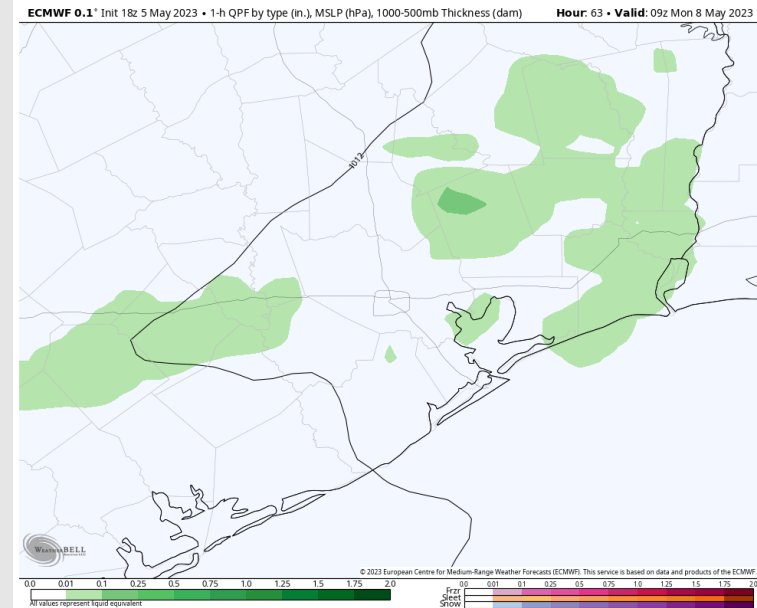 ECMWF 0.1° Init 18z 5 May 2023 • 1-h QPF by type (in.), MSLP (hPa), 1000-500mb Thickness (dam)
Hour: 63 • Valid: 09z Mon 8 May 2023
1012
WEATHERBELL
© 2023 European Centre for Medium-Range Weather Forecasts (ECMWF). This service is based on data and products of the ECMWF.
0.0 0.01 0.1 0.25 0.5 0.75 1.0 1.25 1.5 1.75 2.0
All values represent liquid equivalent
0.0 0.01 0.1 0.25 0.5 0.75 1.0 1.25 1.5 1.75 2.0
Frzr
Sleet
Snow